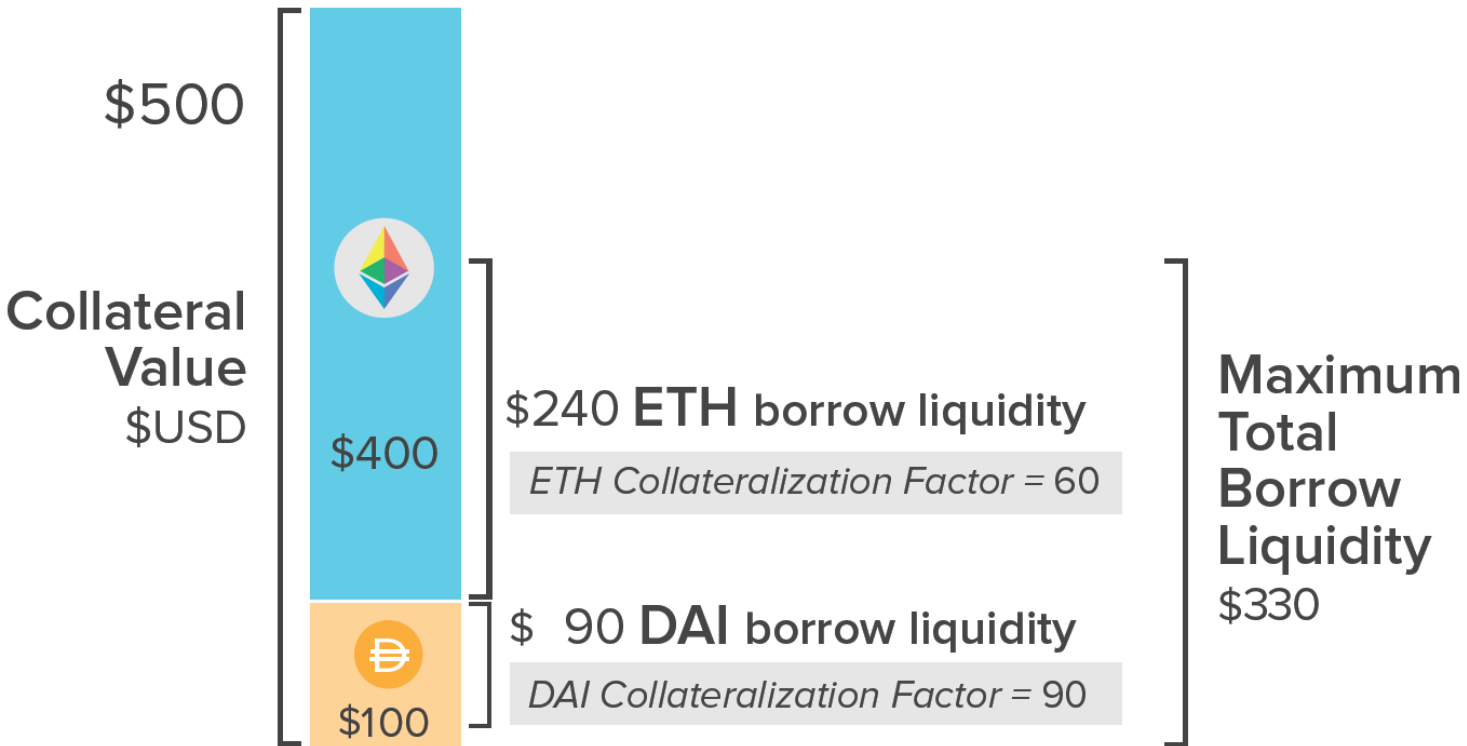 $500
Collateral
Value
$USD
$400
$240 ETH borrow liquidity
ETH Collateralization Factor = 60
$100
$ 90 DAI borrow liquidity
DAI Collateralization Factor = 90
Maximum
Total
Borrow
Liquidity
$330